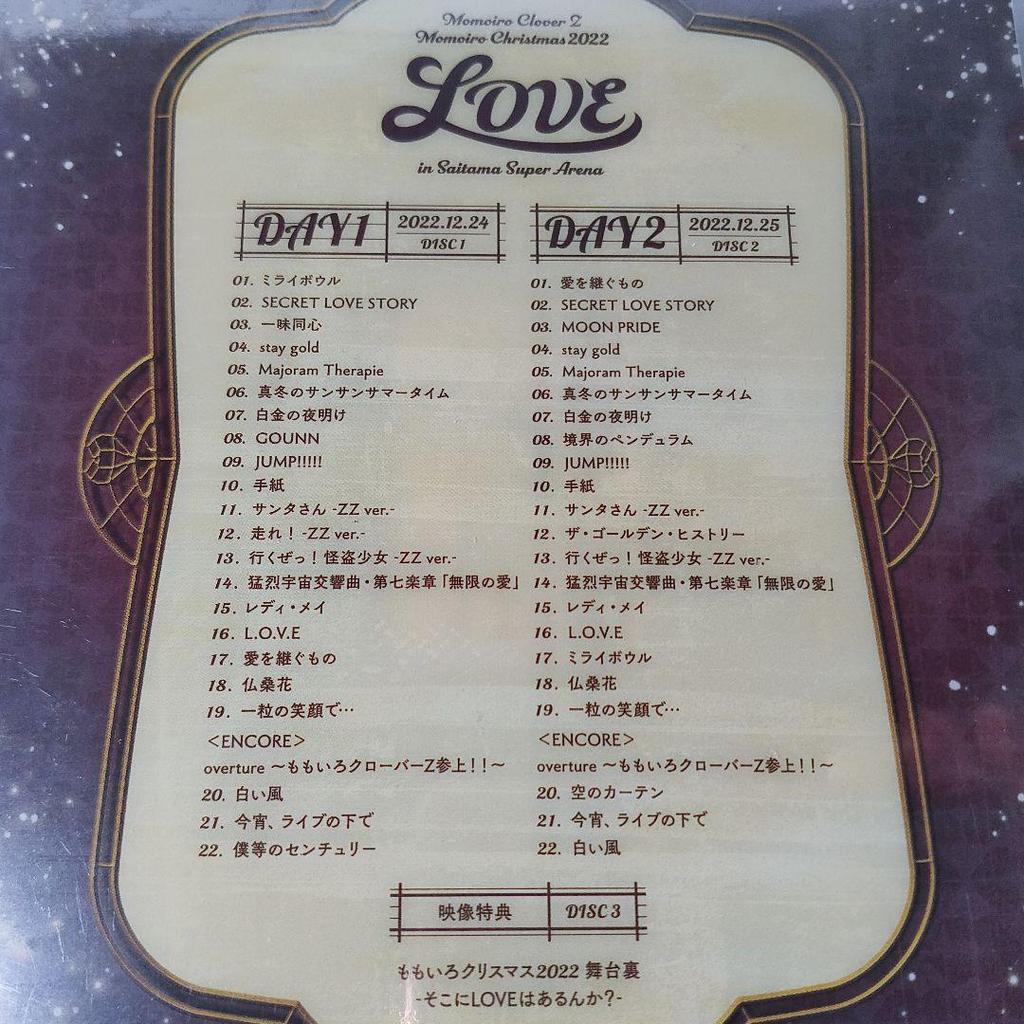 Momoiro Clover Z
Momoiro Christmas 2022
LOVE
in Saitama Super Arena
DAY1 2022.12.24 DISC 1
01. ミライボウル
02. SECRET LOVE STORY
03. 一味同心
04. stay gold
05. Majoram Therapie
06. 真冬のサンサンサマータイム
07. 白金の夜明け
08. GOUNN
09. JUMP!!!!!
10. 手紙
11. サンタさん -ZZ ver.-
12. 走れ! -ZZ ver.-
13. 行くぜっ!怪盗少女 -ZZ ver.-
14. 猛烈宇宙交響曲・第七楽章「無限の愛」
15. レディ・メイ
16. L.O.V.E
17. 愛を継ぐもの
18. 仏桑花
19. 一粒の笑顔で…
<ENCORE>
overture ～ももいろクローバーZ参上!!～
20. 白い風
21. 今宵、ライブの下で
22. 僕等のセンチュリー
DAY2 2022.12.25 DISC 2
01. 愛を継ぐもの
02. SECRET LOVE STORY
03. MOON PRIDE
04. stay gold
05. Majoram Therapie
06. 真冬のサンサンサマータイム
07. 白金の夜明け
08. 境界のペンデュラム
09. JUMP!!!!!
10. 手紙
11. サンタさん -ZZ ver.-
12. ザ・ゴールデン・ヒストリー
13. 行くぜっ!怪盗少女 -ZZ ver.-
14. 猛烈宇宙交響曲・第七楽章「無限の愛」
15. レディ・メイ
16. L.O.V.E
17. ミライボウル
18. 仏桑花
19. 一粒の笑顔で…
<ENCORE>
overture ～ももいろクローバーZ参上!!～
20. 空のカーテン
21. 今宵、ライブの下で
22. 白い風
映像特典 DISC 3
ももいろクリスマス2022 舞台裏
-そこにLOVEはあるんか?-